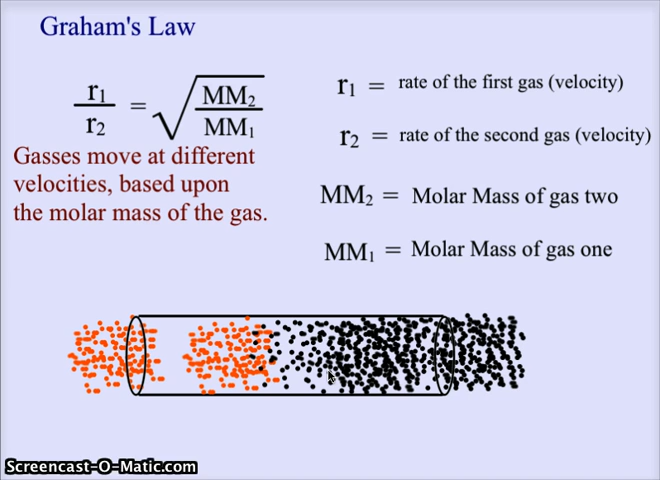 Graham's Law
r₁ / r₂ = √ MM₂ / MM₁
Gasses move at different
velocities, based upon
the molar mass of the gas.
r₁ = rate of the first gas (velocity)
r₂ = rate of the second gas (velocity)
MM₂ = Molar Mass of gas two
MM₁ = Molar Mass of gas one
Screencast-O-Matic.com